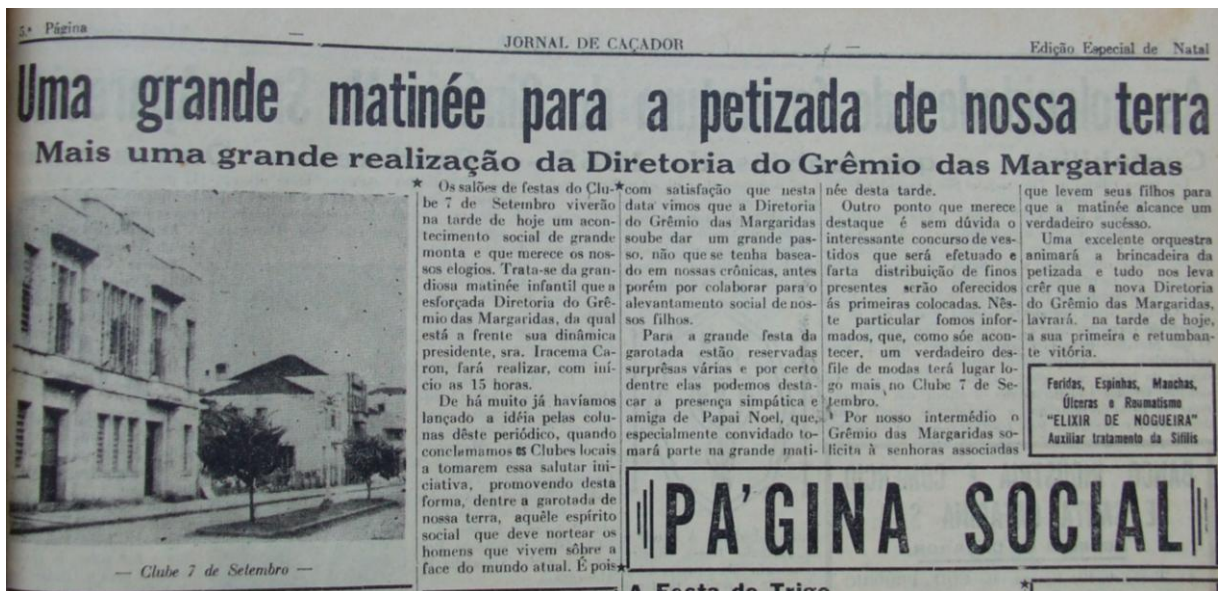 5.ª Página
JORNAL DE CAÇADOR
Edição Especial de Natal
Uma grande matinée para a petizada de nossa terra
Mais uma grande realização da Diretoria do Grêmio das Margaridas
— Clube 7 de Setembro —
Os salões de festas do Clu-
be 7 de Setembro viverão
na tarde de hoje um acon-
tecimento social de grande
monta e que merece os nos-
sos elogios. Trata-se da gran-
diosa matinée infantil que a
esforçada Diretoria do Grê-
mio das Margaridas, da qual
está a frente sua dinâmica
presidente, sra. Iracema Ca-
ron, fará realizar, com iní-
cio as 15 horas.
De há muito já havíamos
lançado a idéia pelas colu-
nas dêste periódico, quando
conclamamos os Clubes locais
a tomarem essa salutar ini-
ciativa, promovendo desta
forma, dentre a garotada de
nossa terra, aquêle espírito
social que deve nortear os
homens que vivem sôbre a
face do mundo atual. É pois
com satisfação que nesta
data vimos que a Diretoria
do Grêmio das Margaridas
soube dar um grande pas-
so, não que se tenha basea-
do em nossas crônicas, antes
porém por colaborar para o
alevantamento social de nos-
sos filhos.
Para a grande festa da
garotada estão reservadas
surprêsas várias e por certo
dentre elas podemos desta-
car a presença simpática e
amiga de Papai Noel, que,
especialmente convidado to-
mará parte na grande mati-
née desta tarde.
Outro ponto que merece
destaque é sem dúvida o
interessante concurso de ves-
tidos que será efetuado e
farta distribuição de finos
presentes serão oferecidos
ás primeiras colocadas. Nês-
te particular fomos infor-
mados, que, como sóe acon-
tecer, um verdadeiro des-
file de modas terá lugar lo-
go mais no Clube 7 de Se-
tembro.
Por nosso intermédio o
Grêmio das Margaridas so-
licita à senhoras associadas
que levem seus filhos para
que a matinée alcance um
verdadeiro sucésso.
Uma excelente orquestra
animará a brincadeira da
petizada e tudo nos leva
crêr que a nova Diretoria
do Grêmio das Margaridas,
lavrará, na tarde de hoje,
a sua primeira e retumban-
te vitória.
Feridas, Espinhas, Manchas,
Úlceras e Reumatismo
"ELIXIR DE NOGUEIRA"
Auxiliar tratamento da Sífilis
PA'GINA SOCIAL
A Festa do Trigo